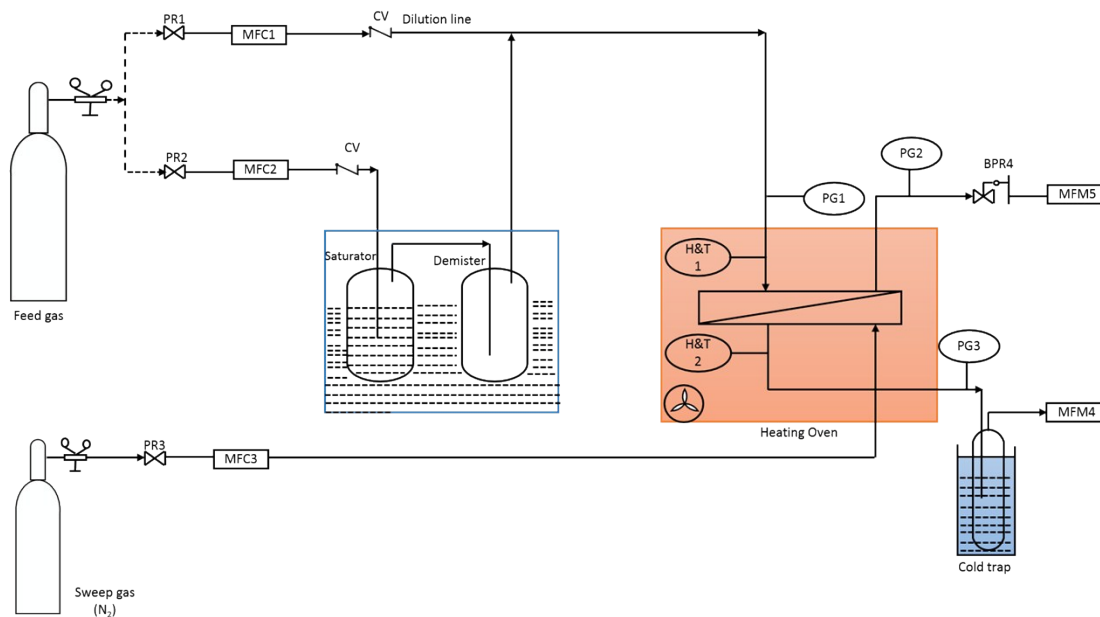 PR1
MFC1
CV
Dilution line
PR2
MFC2
CV
PG2
BPR4
MFM5
PG1
Saturator
Demister
H&T
1
H&T
2
PG3
MFM4
Feed gas
Heating Oven
PR3
MFC3
Cold trap
Sweep gas
(N₂)